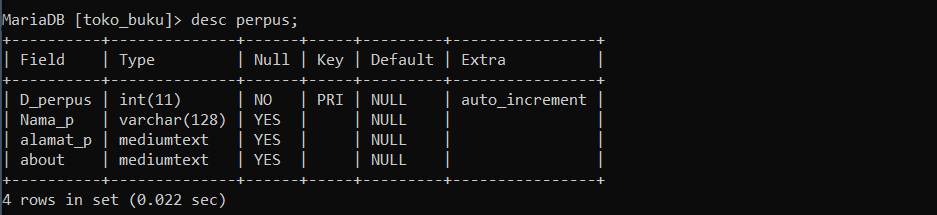 MariaDB [toko_buku]> desc perpus;
+----------+--------------+------+-----+---------+----------------+
| Field    | Type         | Null | Key | Default | Extra          |
+----------+--------------+------+-----+---------+----------------+
| D_perpus | int(11)      | NO   | PRI | NULL    | auto_increment |
| Nama_p   | varchar(128) | YES  |     | NULL    |                |
| alamat_p | mediumtext   | YES  |     | NULL    |                |
| about    | mediumtext   | YES  |     | NULL    |                |
+----------+--------------+------+-----+---------+----------------+
4 rows in set (0.022 sec)